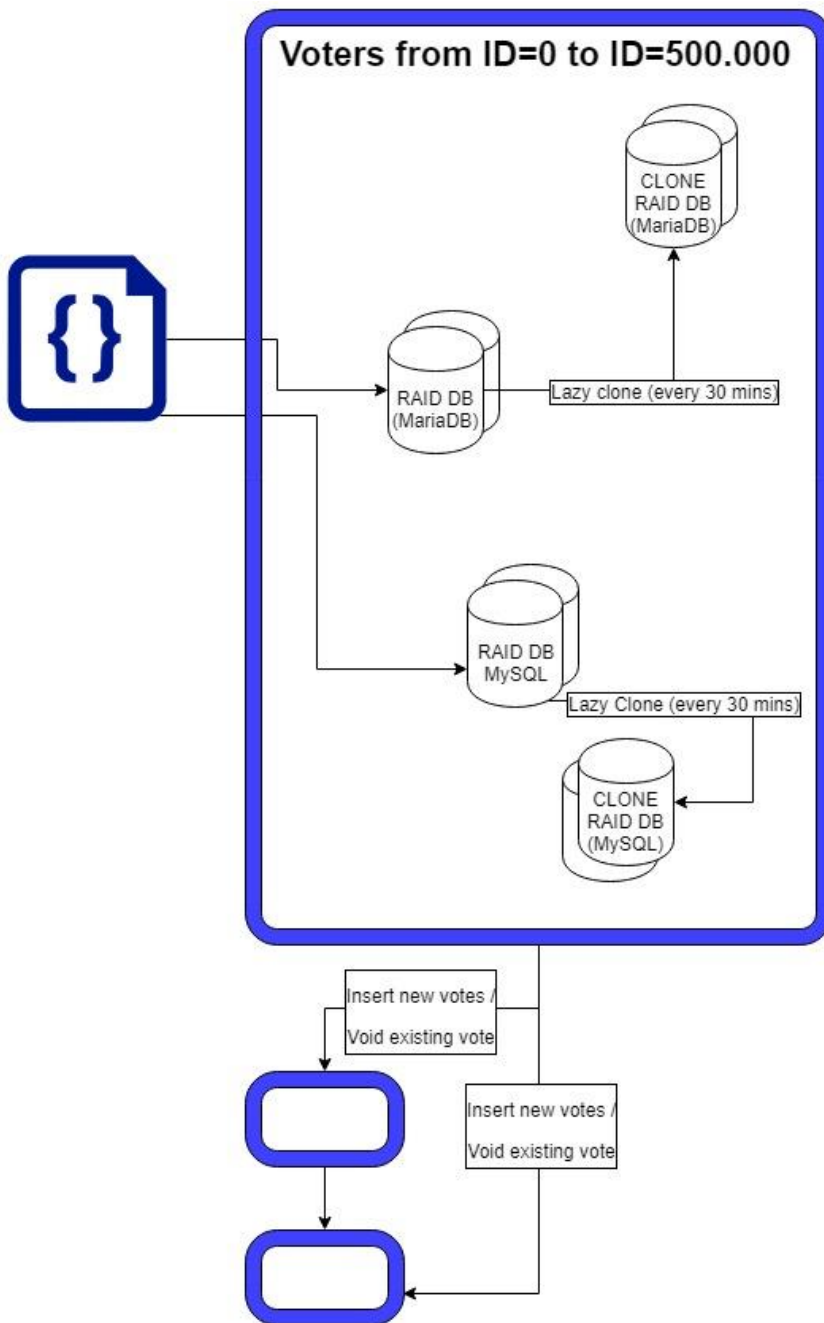 Voters from ID=0 to ID=500.000
CLONE
RAID DB
(MariaDB)
{}
RAID DB
(MariaDB)
Lazy clone (every 30 mins)
RAID DB
MySQL
Lazy Clone (every 30 mins)
CLONE
RAID DB
(MySQL)
Insert new votes /
Void existing vote
Insert new votes /
Void existing vote